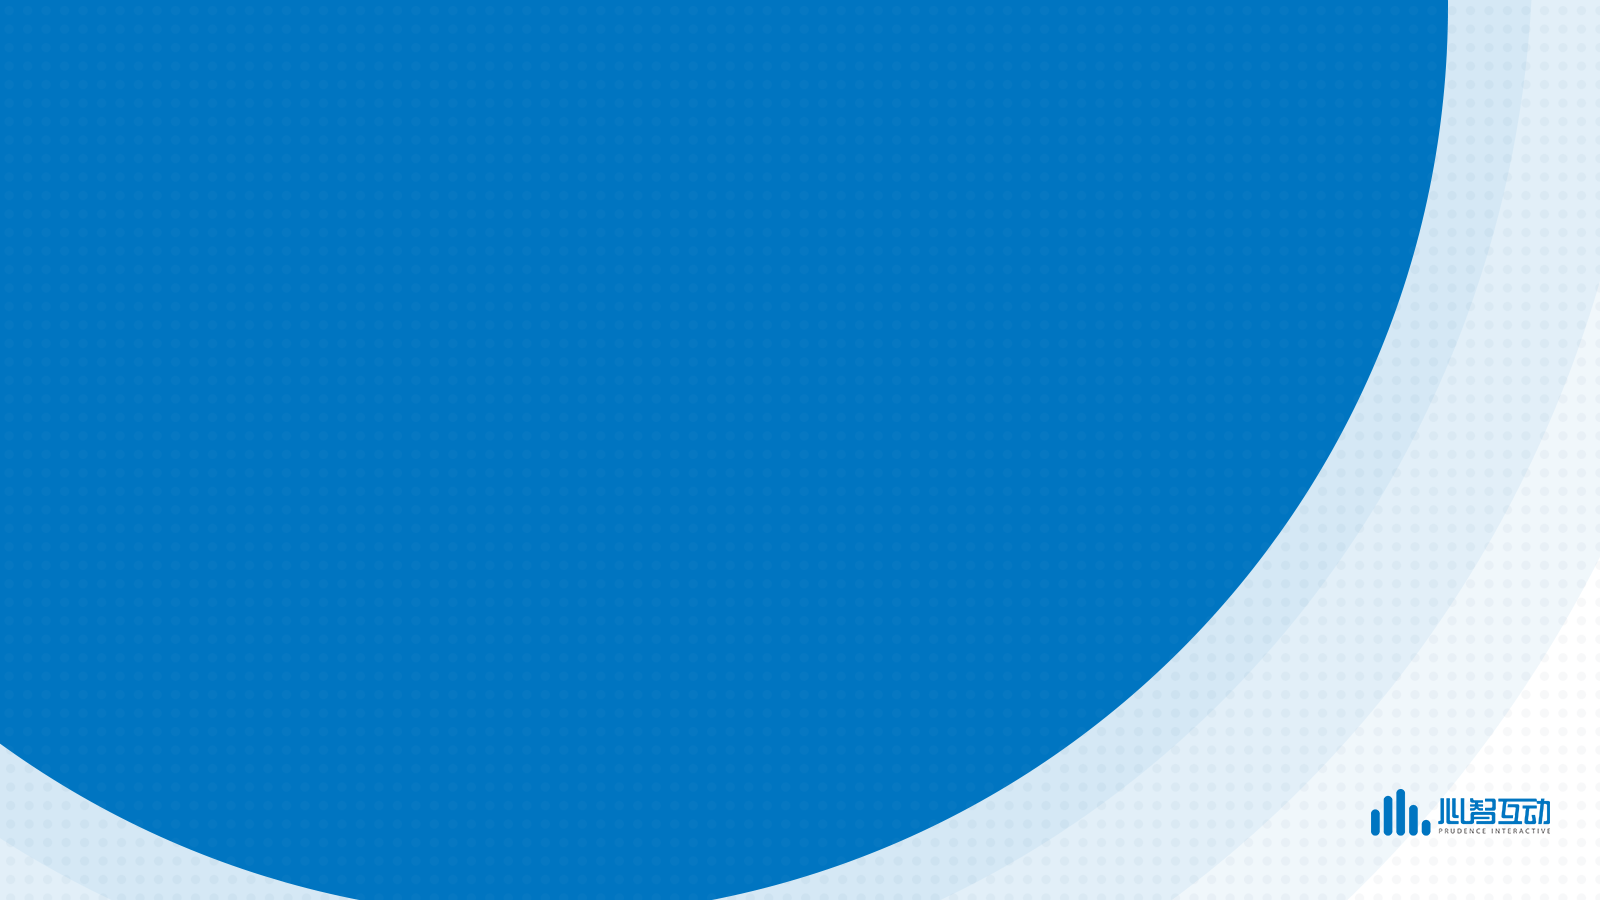 心智互动
PRUDENCE INTERACTIVE